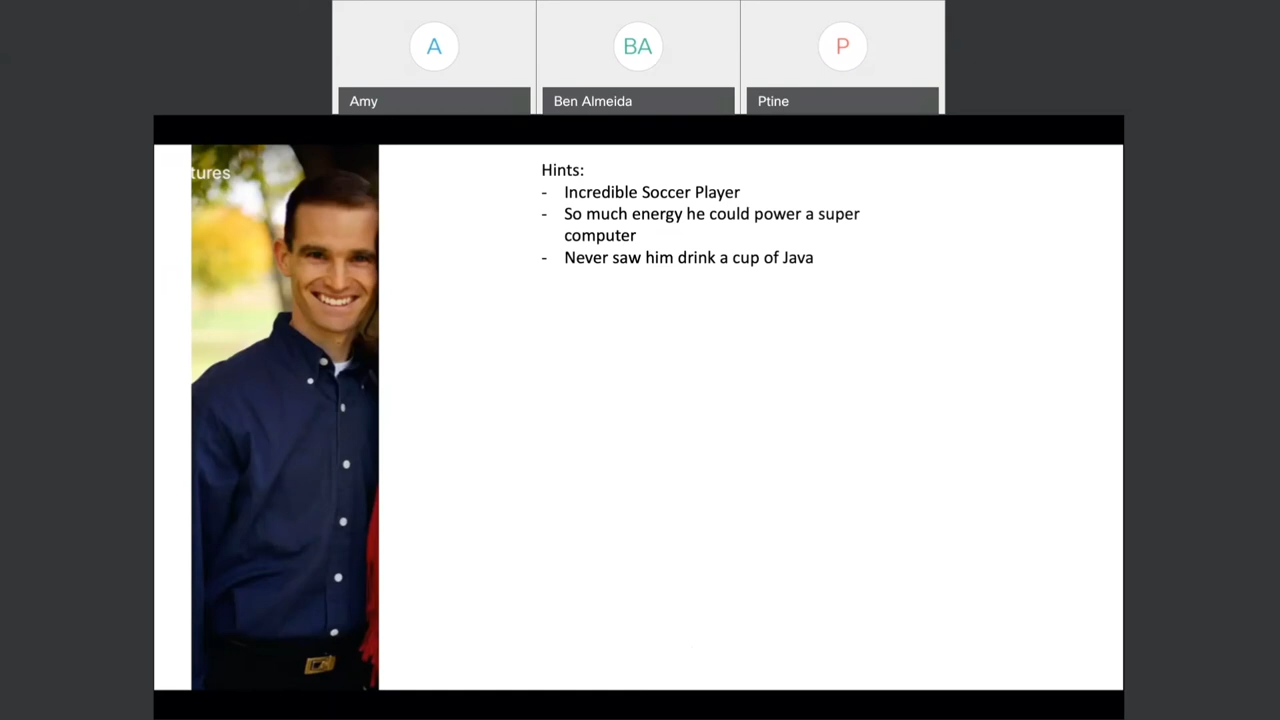 A
BA
P
Amy
Ben Almeida
Ptine
tures
Hints:
- Incredible Soccer Player
- So much energy he could power a super
computer
- Never saw him drink a cup of Java